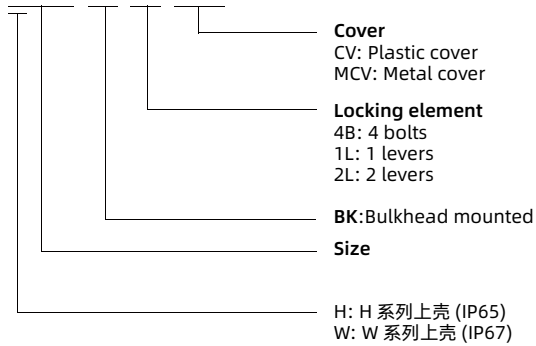 Cover
CV: Plastic cover
MCV: Metal cover
Locking element
4B: 4 bolts
1L: 1 levers
2L: 2 levers
BK:Bulkhead mounted
Size
H: H 系列上壳 (IP65)
W: W 系列上壳 (IP67)